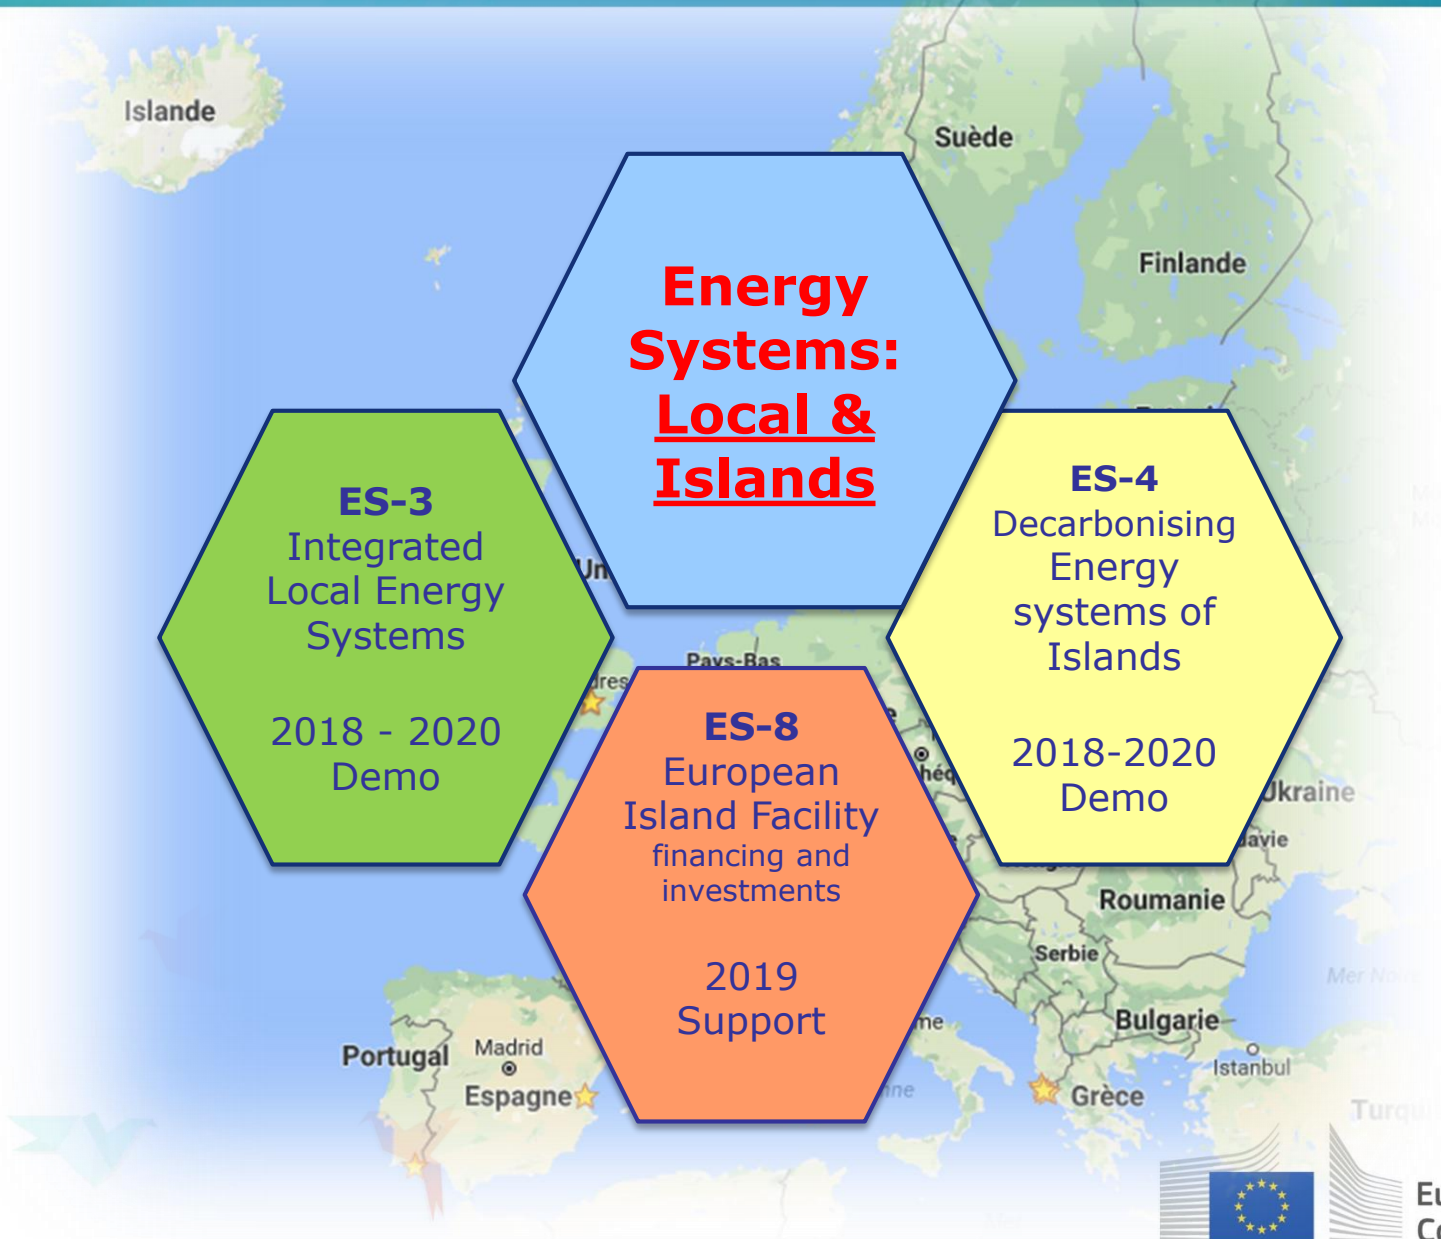 Islande
Suède
Finlande
Energy
Systems:
Local &
Islands
ES-3
Integrated
Local Energy
Systems
2018 - 2020
Demo
ES-4
Decarbonising
Energy
systems of
Islands
2018-2020
Demo
Pays-Bas
ES-8
European
Island Facility
financing and
investments
2019
Support
Ukraine
Roumanie
Serbie
Bulgarie
Istanbul
Grèce
Portugal
Madrid
Espagne